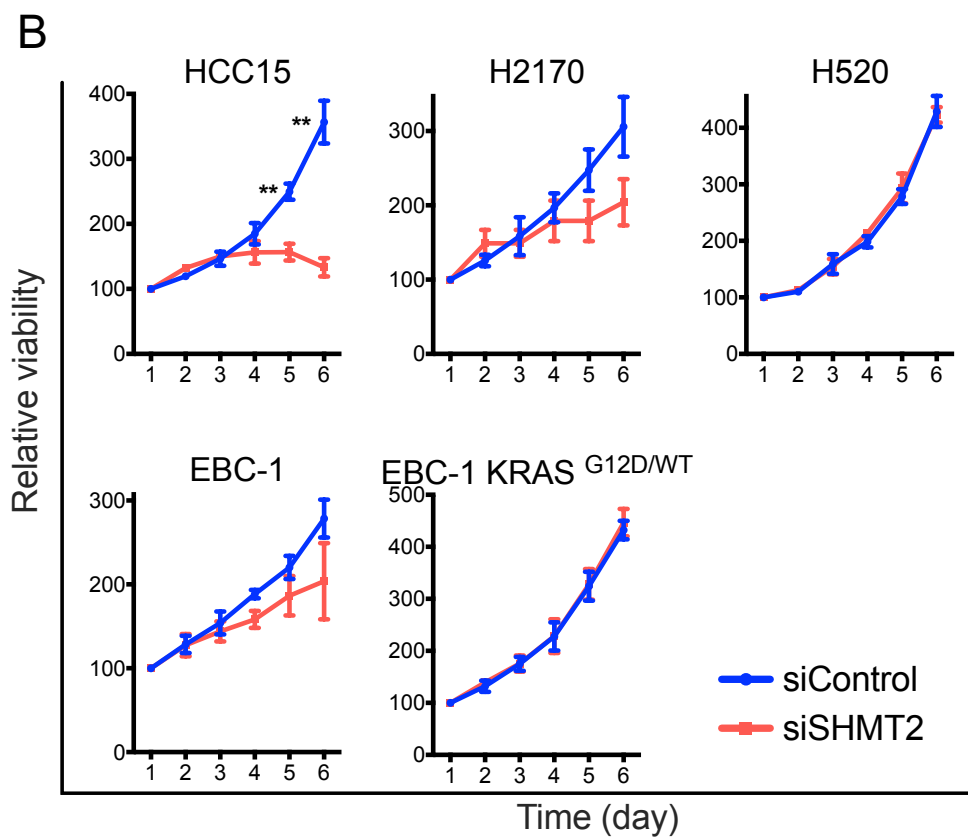 B
HCC15
H2170
H520
400
300
200
100
0
**
**
1 2 3 4 5 6
300
200
100
0
1 2 3 4 5 6
400
300
200
100
0
1 2 3 4 5 6
Relative viability
EBC-1
EBC-1 KRAS G12D/WT
300
200
100
0
1 2 3 4 5 6
500
400
300
200
100
0
1 2 3 4 5 6
siControl
siSHMT2
Time (day)